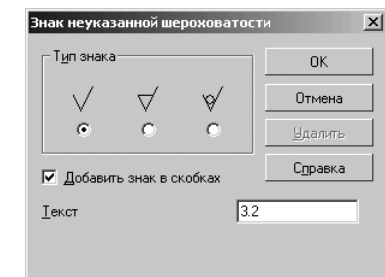 Знак неуказанной шероховатости
Тип знака
OK
Отмена
Удалить
Справка
Добавить знак в скобках
Текст 3.2